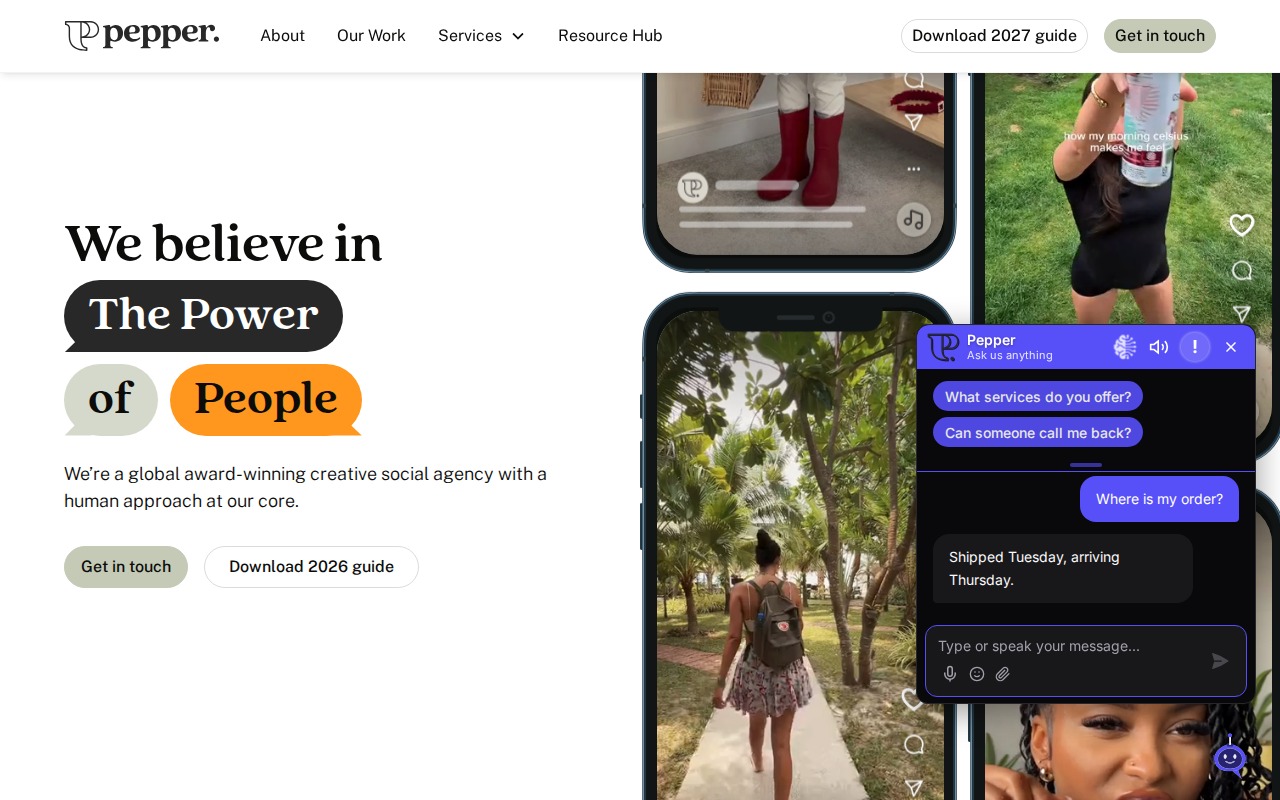 pepper.
About
Our Work
Services
Resource Hub
Download 2027 guide
Get in touch
We believe in
The Power
of
People
We’re a global award-winning creative social agency with a
human approach at our core.
Get in touch
Download 2026 guide
how my morning celsius
makes me feel
Pepper
Ask us anything
What services do you offer?
Can someone call me back?
Where is my order?
Shipped Tuesday, arriving
Thursday.
Type or speak your message...